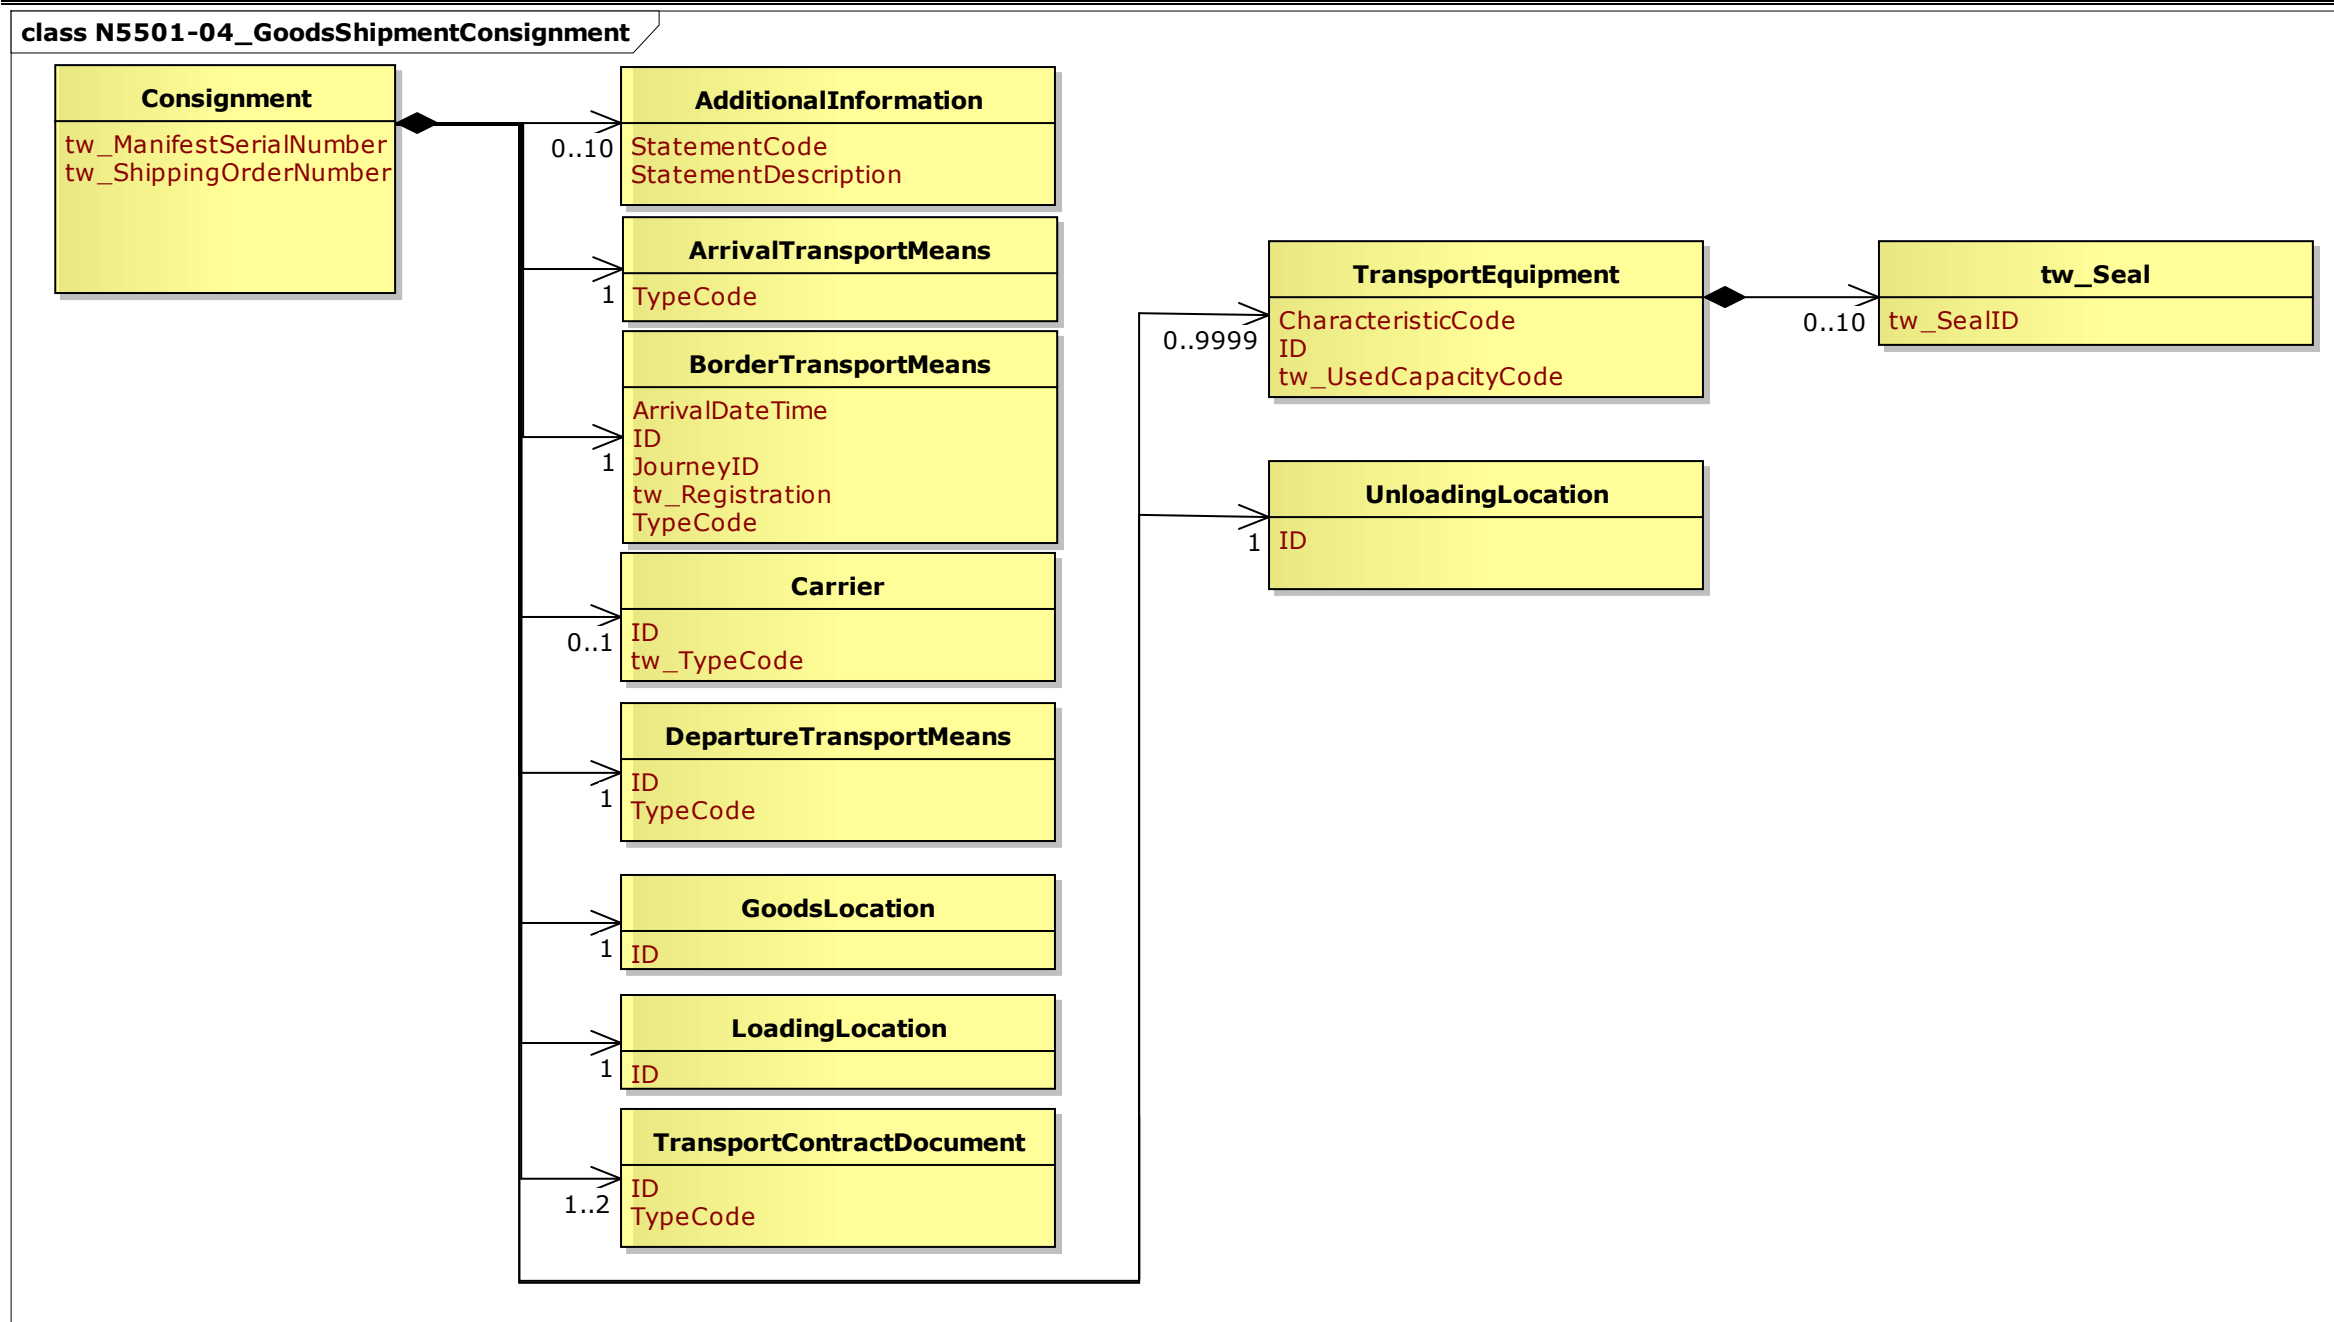 class N5501-04_GoodsShipmentConsignment
Consignment
tw_ManifestSerialNumber
tw_ShippingOrderNumber
AdditionalInformation
0..10
StatementCode
StatementDescription
ArrivalTransportMeans
1
TypeCode
BorderTransportMeans
ArrivalDateTime
ID
1
JourneyID
tw_Registration
TypeCode
Carrier
0..1
ID
tw_TypeCode
DepartureTransportMeans
1
ID
TypeCode
GoodsLocation
1
ID
LoadingLocation
1
ID
TransportContractDocument
1..2
ID
TypeCode
TransportEquipment
0..9999
CharacteristicCode
ID
tw_UsedCapacityCode
tw_Seal
0..10
tw_SealID
UnloadingLocation
1
ID